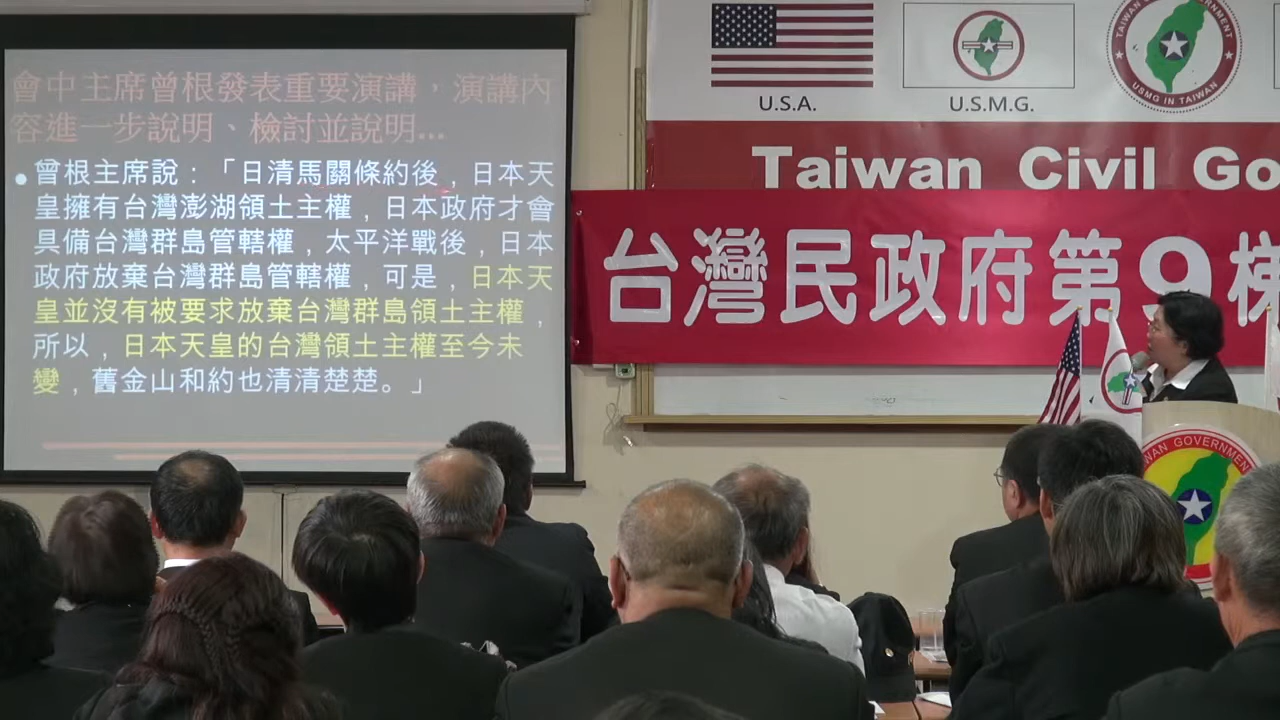 會中主席曾根發表重要演講，演講內
容進一步說明、檢討並說明...
曾根主席說：「日清馬關條約後，日本天
皇擁有台灣澎湖領土主權，日本政府才會
具備台灣群島管轄權，太平洋戰後，日本
政府放棄台灣群島管轄權，可是，日本天
皇並沒有被要求放棄台灣群島領土主權，
所以，日本天皇的台灣領土主權至今未
變，舊金山和約也清清楚楚。」
U.S.A.
U.S.M.G.
USMG IN TAIWAN
Taiwan Civil Go
台灣民政府第9梯
GOVERNMENT